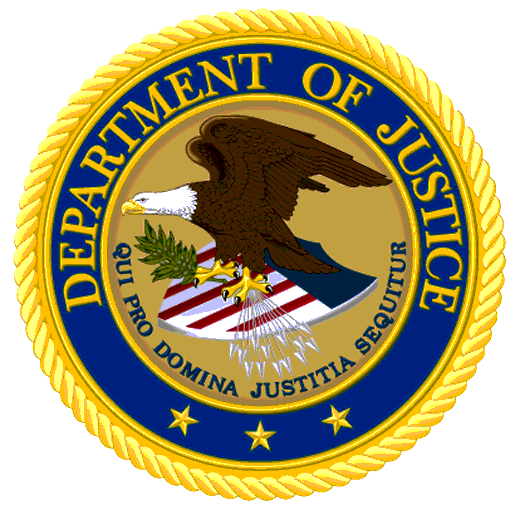 DEPARTMENT OF JUSTICE
QUI PRO DOMINA JUSTITIA SEQUITUR